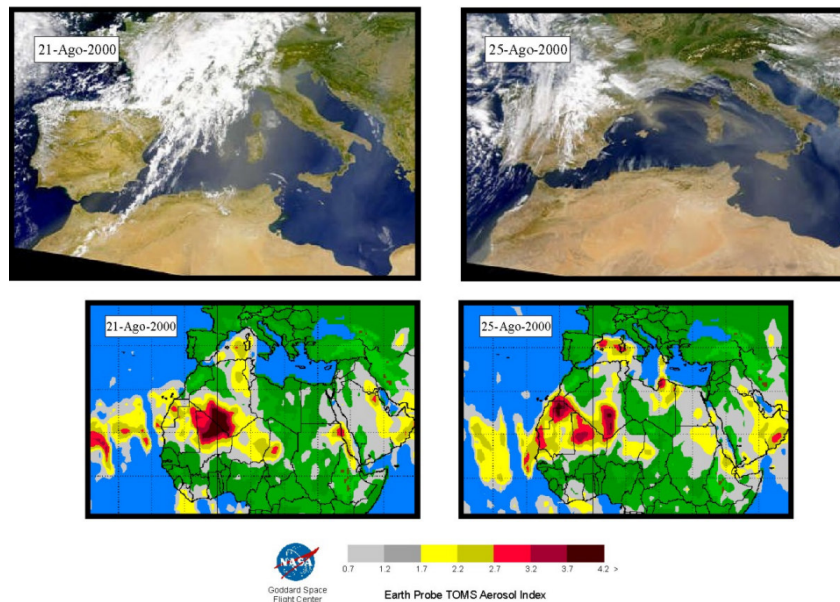 21-Ago-2000
25-Ago-2000
21-Ago-2000
25-Ago-2000
NASA
Goddard Space
Flight Center
0.7 1.2 1.7 2.2 2.7 3.2 3.7 4.2 >
Earth Probe TOMS Aerosol Index